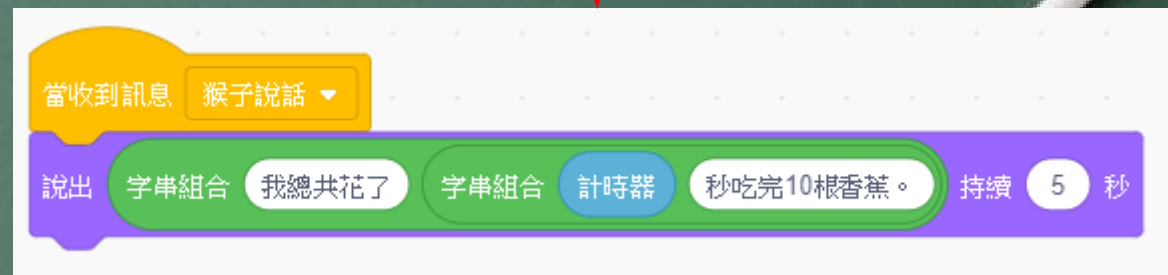 當收到訊息 猴子說話
說出 字串組合 我總共花了 字串組合 計時器 秒吃完10根香蕉。 持續 5 秒